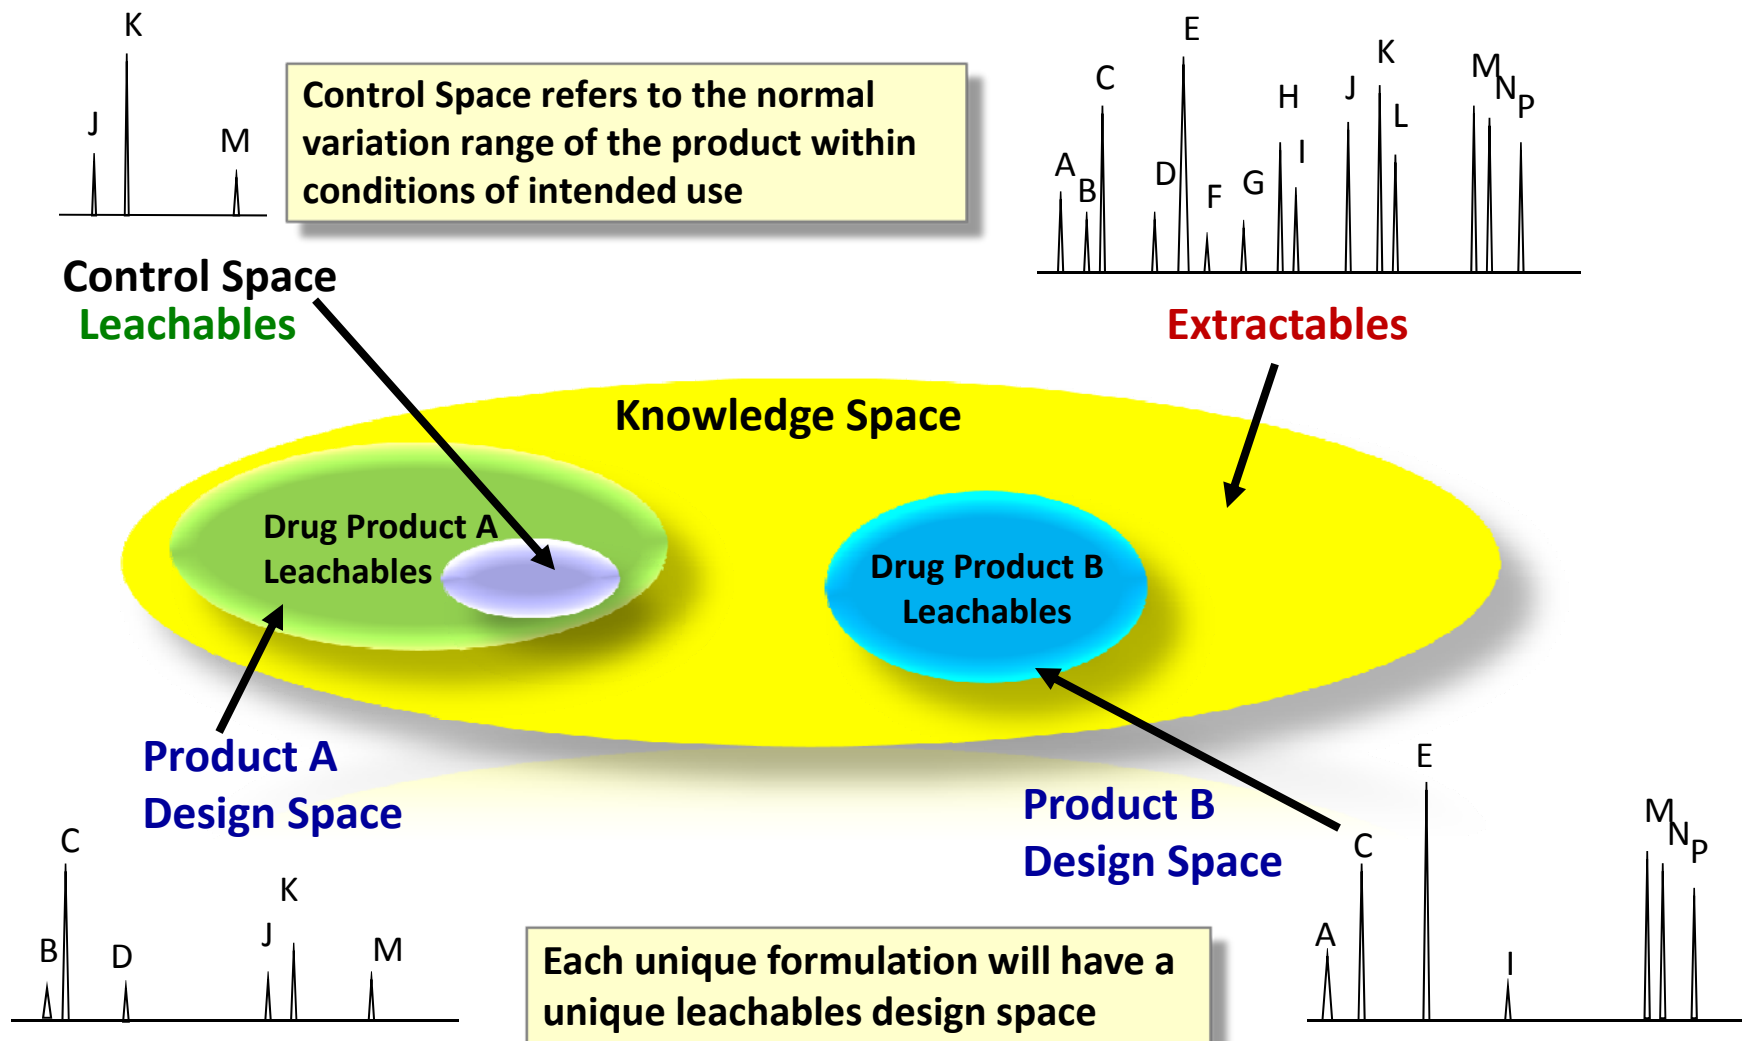 K
J
M
Control Space refers to the normal
variation range of the product within
conditions of intended use
E
C
K
M
N
P
H
J
L
A
B
D
I
F
G
Control Space
Leachables
Extractables
Knowledge Space
Drug Product A
Leachables
Drug Product B
Leachables
Product A
Design Space
Product B
Design Space
C
K
B
D
J
M
Each unique formulation will have a
unique leachables design space
E
C
M
N
P
A
I